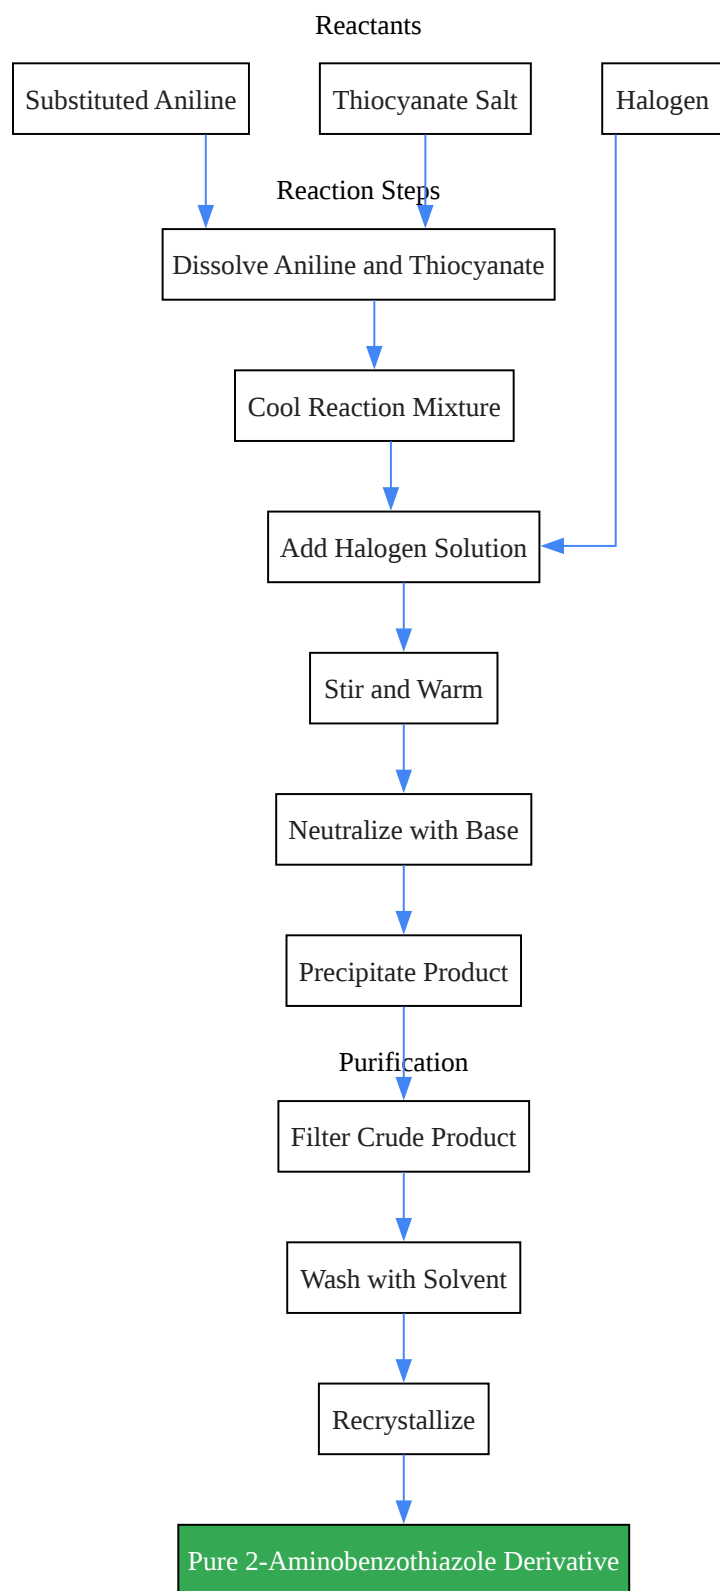 Reactants
Substituted Aniline
Thiocyanate Salt
Halogen
Reaction Steps
Dissolve Aniline and Thiocyanate
Cool Reaction Mixture
Add Halogen Solution
Stir and Warm
Neutralize with Base
Precipitate Product
Purification
Filter Crude Product
Wash with Solvent
Recrystallize
Pure 2-Aminobenzothiazole Derivative